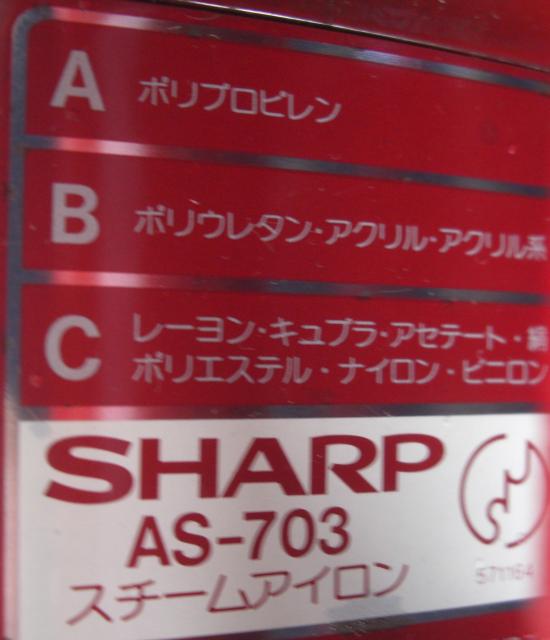 A ポリプロピレン
B ポリウレタン・アクリル・アクリル系
C レーヨン・キュプラ・アセテート・絹
ポリエステル・ナイロン・ビニロン
SHARP
AS-703
571164
スチームアイロン